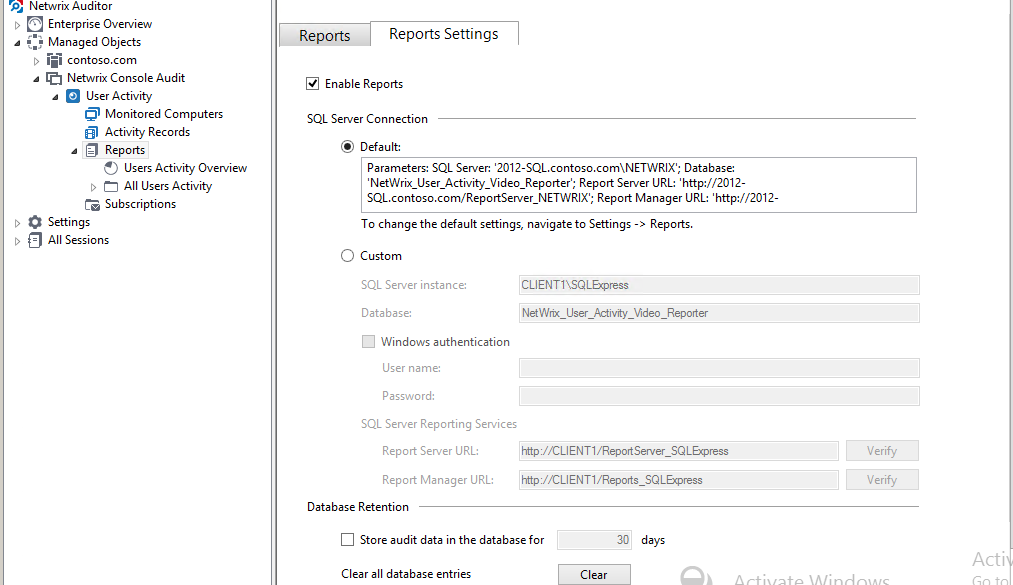 Netwrix Auditor
Enterprise Overview
Managed Objects
contoso.com
Netwrix Console Audit
User Activity
Monitored Computers
Activity Records
Reports
Users Activity Overview
All Users Activity
Subscriptions
Settings
All Sessions
Reports
Reports Settings
Enable Reports
SQL Server Connection
Default:
Parameters: SQL Server: '2012-SQL.contoso.com\NETWRIX'; Database:
'NetWrix_User_Activity_Video_Reporter'; Report Server URL: 'http://2012-
SQL.contoso.com/ReportServer_NETWRIX'; Report Manager URL: 'http://2012-
To change the default settings, navigate to Settings -> Reports.
Custom
SQL Server instance:
CLIENT1\SQLExpress
Database:
NetWrix_User_Activity_Video_Reporter
Windows authentication
User name:
Password:
SQL Server Reporting Services
Report Server URL:
http://CLIENT1/ReportServer_SQLExpress
Verify
Report Manager URL:
http://CLIENT1/Reports_SQLExpress
Verify
Database Retention
Store audit data in the database for
30
days
Clear all database entries
Clear
Activate Windows
Go to